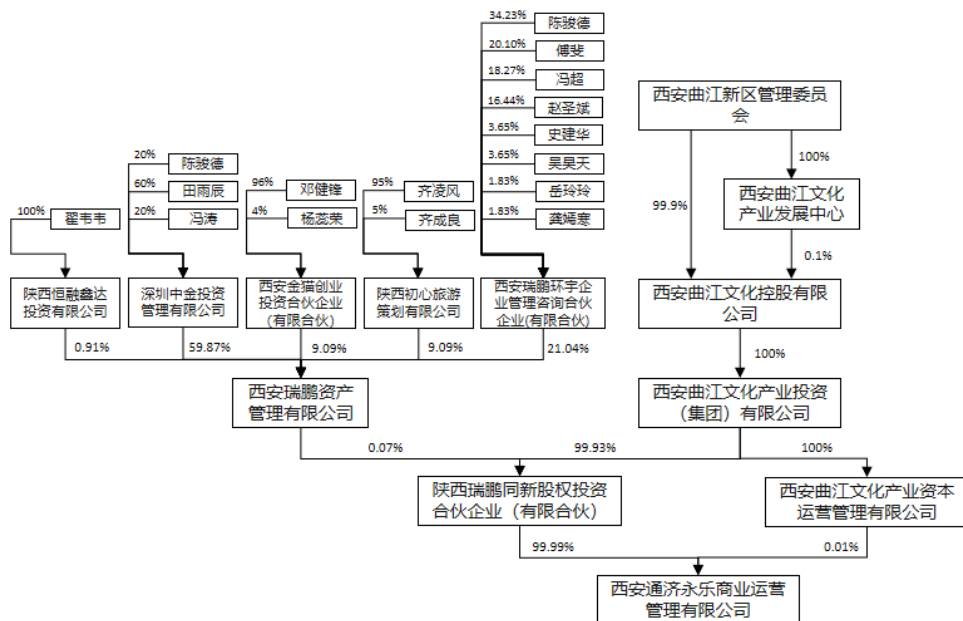 34.23%
陈骏德
20.10%
傅斐
18.27%
冯超
16.44%
赵圣斌
3.65%
史建华
3.65%
吴昊天
1.83%
岳玲玲
1.83%
龚嫣寒
西安曲江新区管理委员
会
99.9%
100%
西安曲江文化
产业发展中心
0.1%
20%
陈骏德
60%
田雨辰
20%
冯涛
96%
邓健锋
4%
杨蕊荣
95%
齐凌风
5%
齐成良
100%
翟韦韦
陕西恒融鑫达
投资有限公司
深圳中金投资
管理有限公司
西安金猫创业
投资合伙企业
(有限合伙)
陕西初心旅游
策划有限公司
西安瑞鹏环宇企
业管理咨询合伙
企业(有限合伙)
西安曲江文化控股有限
公司
0.91%
59.87%
9.09%
9.09%
21.04%
100%
西安瑞鹏资产
管理有限公司
西安曲江文化产业投资
（集团）有限公司
0.07%
99.93%
100%
陕西瑞鹏同新股权投资
合伙企业（有限合伙）
西安曲江文化产业资本
运营管理有限公司
99.99%
0.01%
西安通济永乐商业运营
管理有限公司